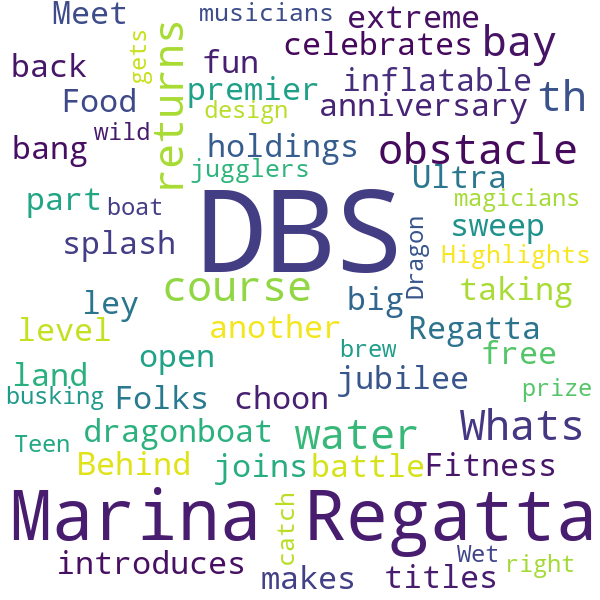 Meet
musicians
extreme
gets
returns
celebrates
bay
back
fun
Food
premier
inflatable
th
design
anniversary
wild
bang
holdings
obstacle
jugglers
Ultra
part
boat
DBS
magicians
Dragon
sweep
splash
Highlights
course
ley
big
taking
level
another
Regatta
open
brew
free
land
jubilee
busking
Folks
choon
prize
Teen
dragonboat
water
Whats
Behind
joins
battle
Fitness
Marina
Regatta
catch
introduces
Wet
makes
titles
right